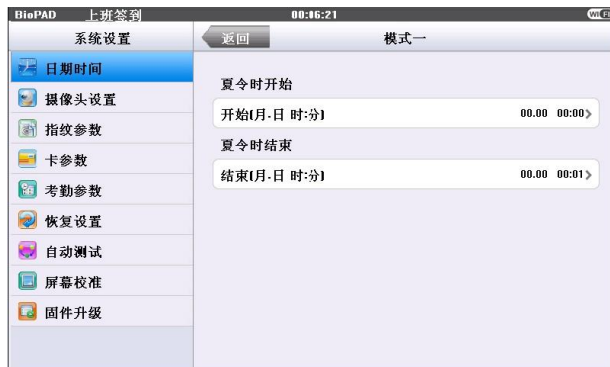 BioPAD 上班签到 00:16:21 WIFI
系统设置
返回 模式一
日期时间
摄像头设置
指纹参数
卡参数
考勤参数
恢复设置
自动测试
屏幕校准
固件升级
夏令时开始
开始(月.日 时:分) 00.00 00:00
夏令时结束
结束(月.日 时:分) 00.00 00:01